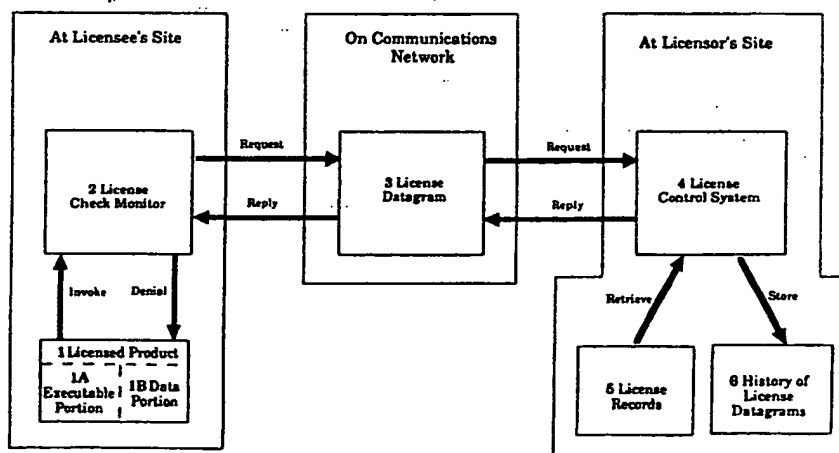 At Licensee's Site
On Communications
Network
At Licensor's Site
Request
Request
2 License
Check Monitor
3 License
Datagram
4 License
Control System
Reply
Reply
Invoke
Denial
Retrieve
Store
1 Licensed Product
1A
Executable
Portion
1B Data
Portion
5 License
Records
6 History of
License
Datagrams